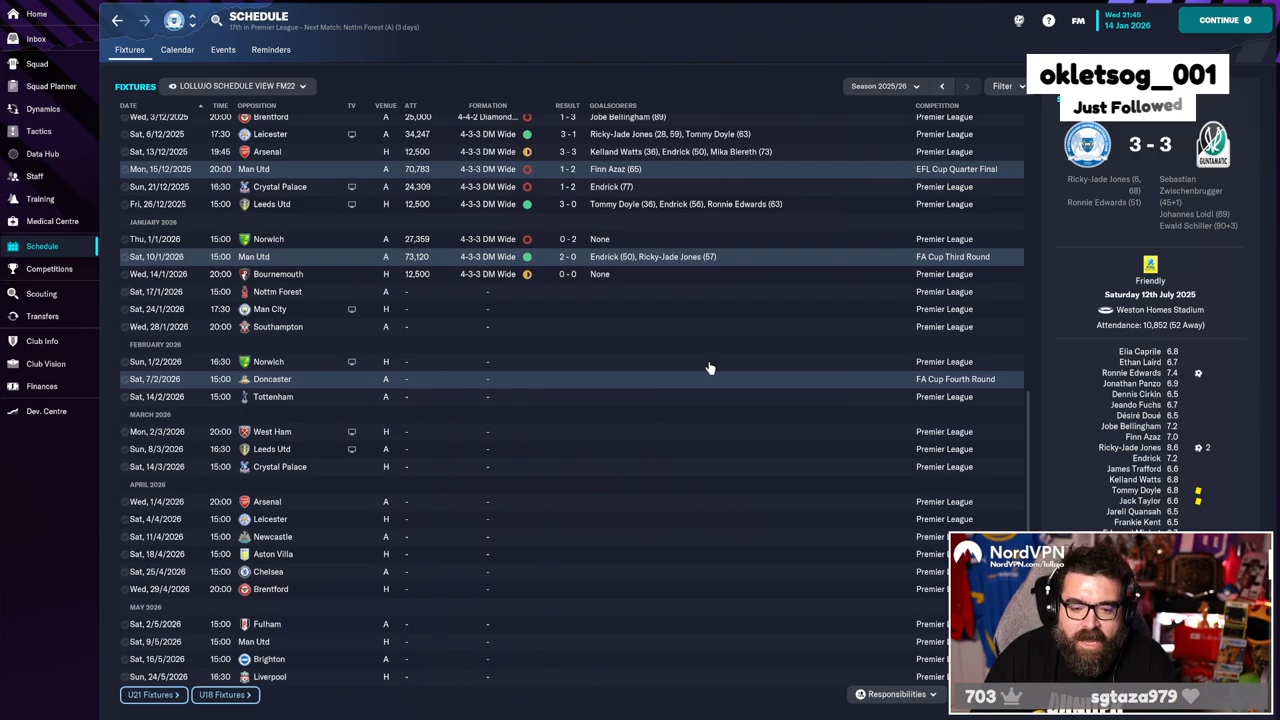 Home
Inbox
Squad
Squad Planner
Dynamics
Tactics
Data Hub
Staff
Training
Medical Centre
Schedule
Competitions
Scouting
Transfers
Club Info
Club Vision
Finances
Dev. Centre
SCHEDULE
17th in Premier League - Next Match: Nottm Forest (A) (3 days)
FM
Wed 21:45
14 Jan 2026
CONTINUE
Fixtures Calendar Events Reminders
FIXTURES LOLLUJO SCHEDULE VIEW FM22 Season 2025/26 Filter
DATE TIME OPPOSITION TV VENUE ATT FORMATION RESULT GOALSCORERS COMPETITION
Wed, 3/12/2025 20:00 Brentford A 25,000 4-4-2 Diamond... 1 - 3 Jobe Bellingham (89)
Sat, 6/12/2025 17:30 Leicester A 34,247 4-3-3 DM Wide 3 - 1 Ricky-Jade Jones (28, 59), Tommy Doyle (63) Premier League
Sat, 13/12/2025 19:45 Arsenal H 12,500 4-3-3 DM Wide 3 - 3 Kelland Watts (36), Endrick (50), Mika Biereth (73) Premier League
Mon, 15/12/2025 20:00 Man Utd A 70,783 4-3-3 DM Wide 1 - 2 Finn Azaz (65) EFL Cup Quarter Final
Sun, 21/12/2025 16:30 Crystal Palace A 24,309 4-3-3 DM Wide 1 - 2 Endrick (77) Premier League
Fri, 26/12/2025 15:00 Leeds Utd H 12,500 4-3-3 DM Wide 3 - 0 Tommy Doyle (36), Endrick (56), Ronnie Edwards (63) Premier League
JANUARY 2026
Thu, 1/1/2026 15:00 Norwich A 27,359 4-3-3 DM Wide 0 - 2 None Premier League
Sat, 10/1/2026 15:00 Man Utd A 73,120 4-3-3 DM Wide 2 - 0 Endrick (50), Ricky-Jade Jones (57) FA Cup Third Round
Wed, 14/1/2026 20:00 Bournemouth H 12,500 4-3-3 DM Wide 0 - 0 None Premier League
Sat, 17/1/2026 15:00 Nottm Forest A - - Premier League
Sat, 24/1/2026 17:30 Man City H - - Premier League
Wed, 28/1/2026 20:00 Southampton A - - Premier League
FEBRUARY 2026
Sun, 1/2/2026 16:30 Norwich H - - Premier League
Sat, 7/2/2026 15:00 Doncaster A - - FA Cup Fourth Round
Sat, 14/2/2026 15:00 Tottenham A - - Premier League
MARCH 2026
Mon, 2/3/2026 20:00 West Ham H - - Premier League
Sun, 8/3/2026 16:30 Leeds Utd A - - Premier League
Sat, 14/3/2026 15:00 Crystal Palace H - - Premier League
APRIL 2026
Wed, 1/4/2026 20:00 Arsenal A - - Premier League
Sat, 4/4/2026 15:00 Leicester H - - Premier League
Sat, 11/4/2026 15:00 Newcastle A - - Premier League
Sat, 18/4/2026 15:00 Aston Villa H - - Premier League
Sat, 25/4/2026 15:00 Chelsea A - - Premier League
Wed, 29/4/2026 20:00 Brentford H - - Premier L
MAY 2026
Sat, 2/5/2026 15:00 Fulham A - - Premier L
Sat, 9/5/2026 15:00 Man Utd H - - Premier L
Sat, 16/5/2026 15:00 Brighton A - - Premier L
Sun, 24/5/2026 16:30 Liverpool H - - Premier L
U21 Fixtures U18 Fixtures Responsibilities
okletsog_001
Just Followed
3 - 3
GUNTAMATIC
Ricky-Jade Jones (6,
68)
Ronnie Edwards (51)
Sebastian
Zwischenbrugger
(45+1)
Johannes Loidl (69)
Ewald Schiller (90+3)
Friendly
Saturday 12th July 2025
Weston Homes Stadium
Attendance: 10,852 (52 Away)
Elia Caprile 6.8
Ethan Laird 6.7
Ronnie Edwards 7.4
Jonathan Panzo 6.9
Dennis Cirkin 6.5
Jeando Fuchs 6.7
Désiré Doué 6.5
Jobe Bellingham 7.2
Finn Azaz 7.0
Ricky-Jade Jones 8.6 2
Endrick 7.2
James Trafford 6.6
Kelland Watts 6.8
Tommy Doyle 6.8
Jack Taylor 6.6
Jarell Quansah 6.5
Frankie Kent 6.5
NordVPN
NordVPN.com/lollujo
703 sgtaza979